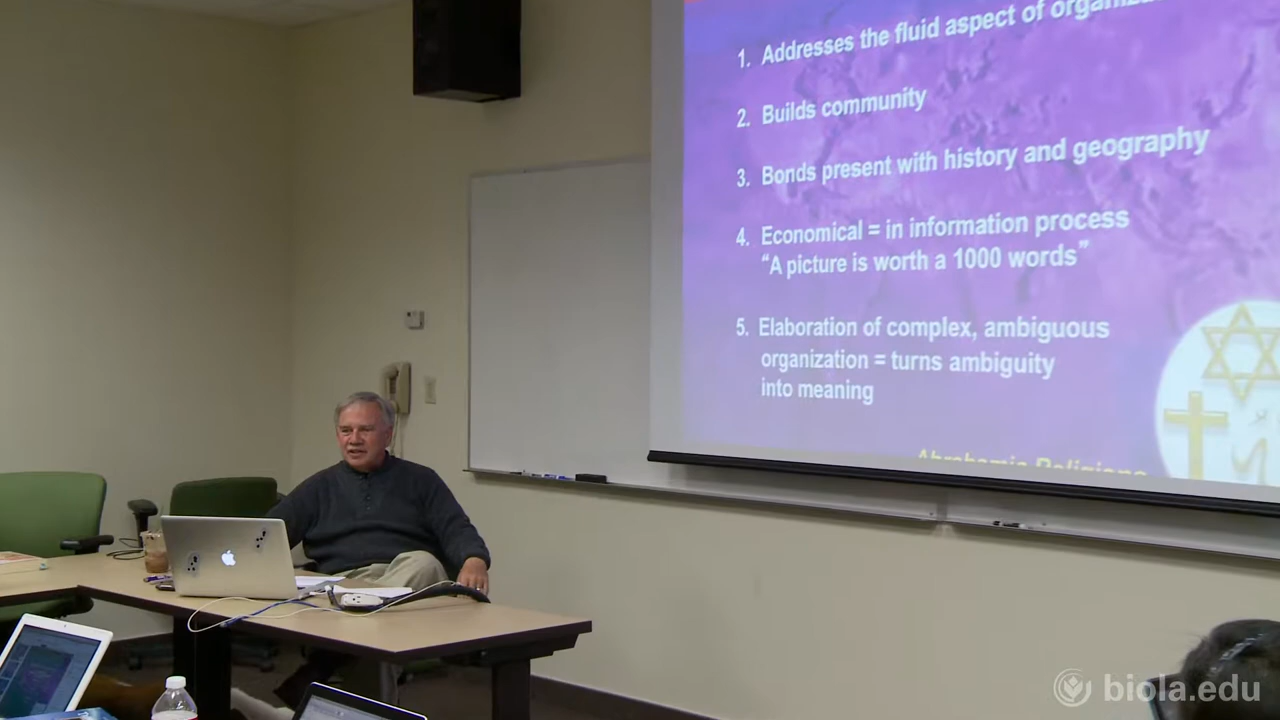 1. Addresses the fluid aspect of
2. Builds community
3. Bonds present with history and geography
4. Economical = in information process
“A picture is worth a 1000 words”
5. Elaboration of complex, ambiguous
organization = turns ambiguity
into meaning
Abrahamic Religions
biola.edu